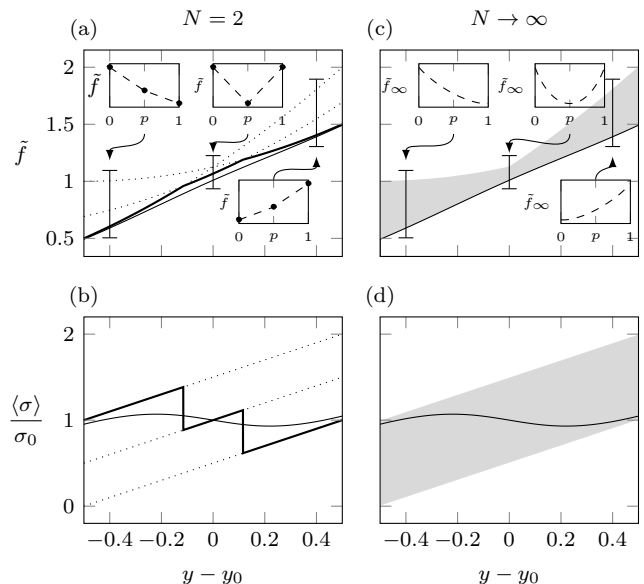 N = 2
N → ∞
(a)
(c)
2
1.5
1
0.5
f̃
f̃
0 p 1
f̃
0 p 1
f̃
0 p 1
f̃∞
0 p 1
f̃∞
0 p 1
f̃∞
0 p 1
(b)
(d)
2
1
0
⟨σ⟩
σ0
−0.4 −0.2 0 0.2 0.4
−0.4 −0.2 0 0.2 0.4
y − y0
y − y0